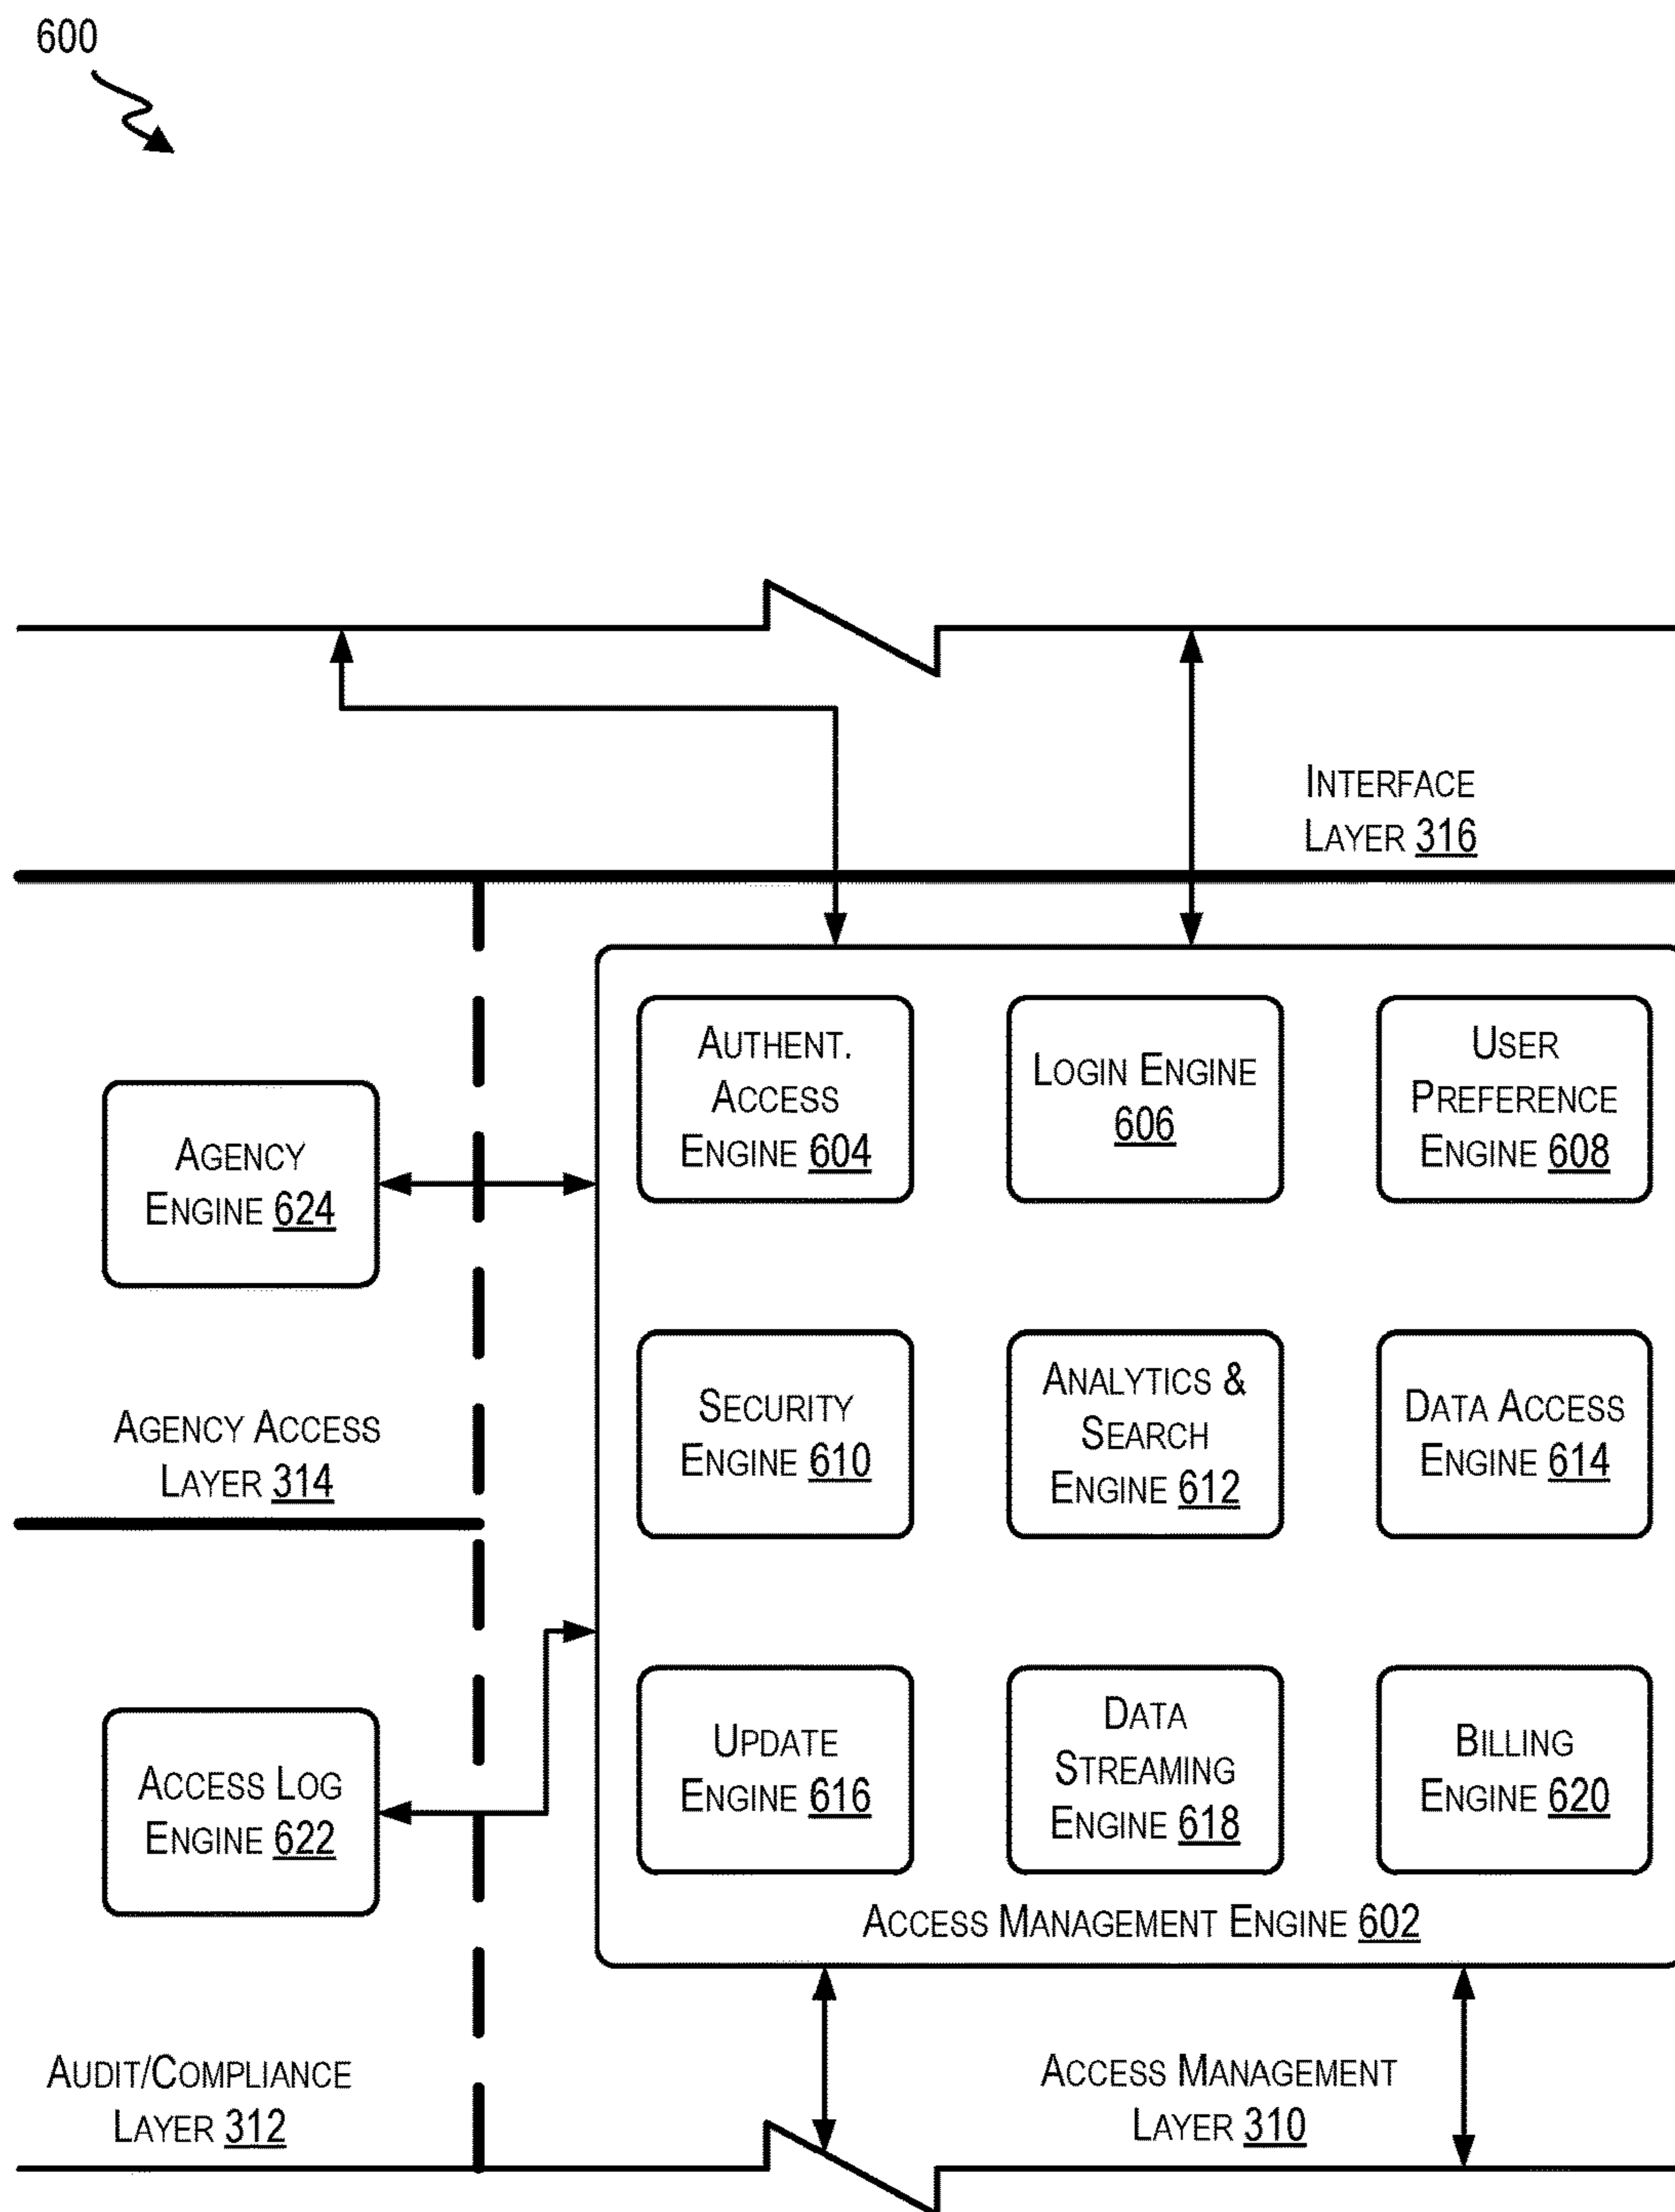 600
INTERFACE
LAYER 316
AUTHENT.
ACCESS
ENGINE 604
LOGIN ENGINE
606
USER
PREFERENCE
ENGINE 608
AGENCY
ENGINE 624
SECURITY
ENGINE 610
ANALYTICS &
SEARCH
ENGINE 612
DATA ACCESS
ENGINE 614
AGENCY ACCESS
LAYER 314
ACCESS LOG
ENGINE 622
UPDATE
ENGINE 616
DATA
STREAMING
ENGINE 618
BILLING
ENGINE 620
ACCESS MANAGEMENT ENGINE 602
AUDIT/COMPLIANCE
LAYER 312
ACCESS MANAGEMENT
LAYER 310